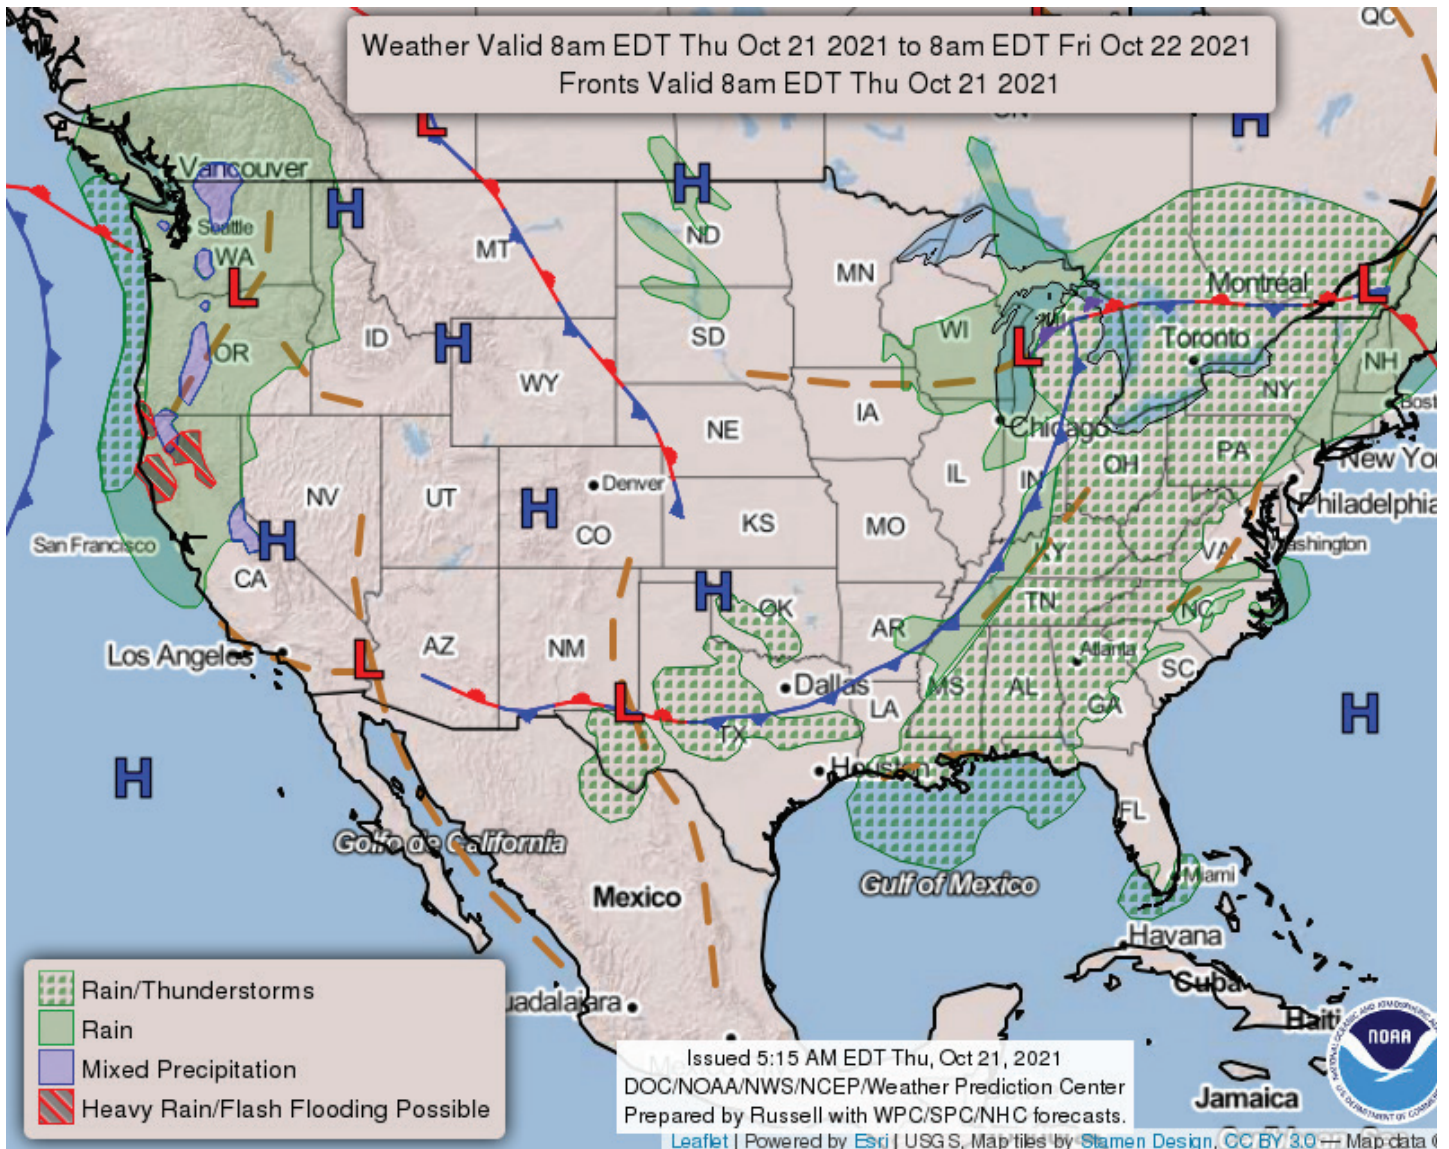 QC
Weather Valid 8am EDT Thu Oct 21 2021 to 8am EDT Fri Oct 22 2021
Fronts Valid 8am EDT Thu Oct 21 2021
L
L
H
Vancouver
H
H
Seattle
WA
MT
ND
MN
L
Montréal
L
ID
H
SD
WI
L
Toronto
OR
WY
NH
NY
IA
Bost
NE
Chicago
PA
New Yo
OH
IL
IN
NV
UT
Denver
H
CO
KS
MO
Philadelphia
San Francisco
H
KY
VA
ashington
CA
H
OK
TN
NC
AR
AZ
NM
Los Angeles
L
Atlanta
SC
L
Dallas
MS
AL
GA
LA
H
TX
H
Houston
FL
Golfo de California
Gulf of Mexico
Miami
Mexico
Havana
Cuba
Rain/Thunderstorms
Rain
Mixed Precipitation
Heavy Rain/Flash Flooding Possible
uadalajara
Haiti
NOAA
Issued 5:15 AM EDT Thu, Oct 21, 2021
DOC/NOAA/NWS/NCEP/Weather Prediction Center
Prepared by Russell with WPC/SPC/NHC forecasts.
Jamaica
Leaflet | Powered by Esri | USGS, Map tiles by Stamen Design, CC BY 3.0 — Map data ©